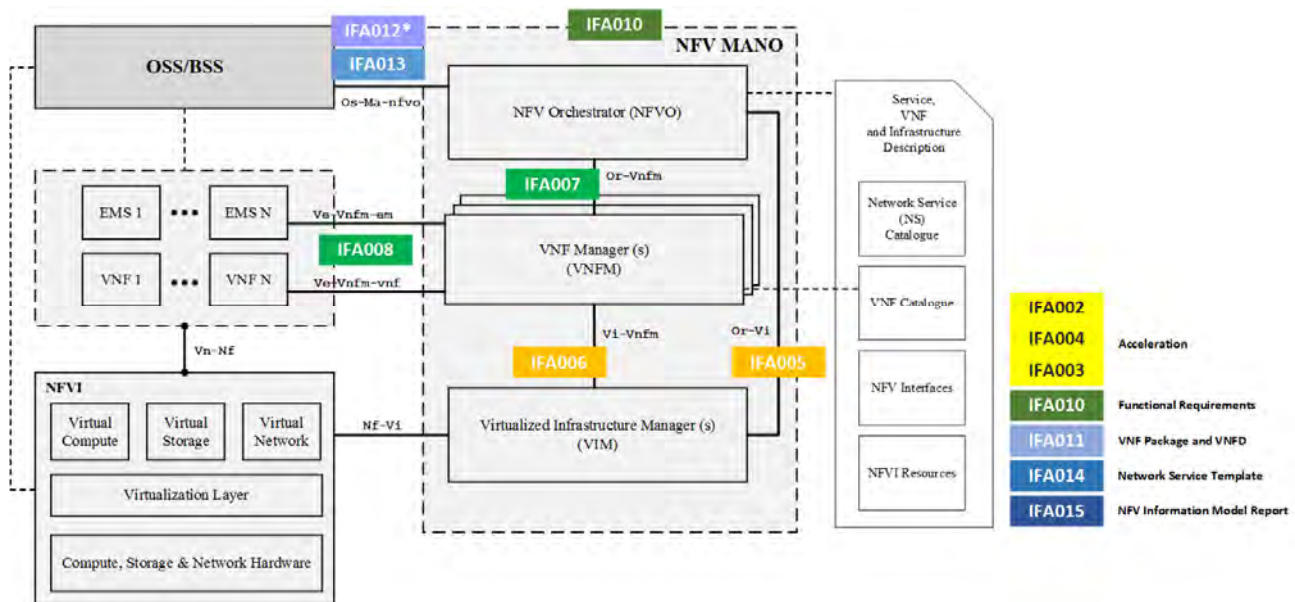 IFA012*
IFA010
NFV MANO
OSS/BSS
IFA013
Os-Ma-nfvo
NFV Orchestrator (NFVO)
Service,
VNF
and Infrastructure
Description
IFA007
Or-Vnfm
EMS 1
•••
EMS N
Ve-Vnfm-em
IFA008
Network Service
(NS)
Catalogue
VNF Manager (s)
(VNFM)
VNF 1
•••
VNF N
Ve-Vnfm-vnf
VNF Catalogue
Vi-Vnfm
Or-Vi
Vn-Nf
IFA006
IFA005
NFV Interfaces
NFVI
Virtual
Compute
Virtual
Storage
Virtual
Network
Nf-Vi
Virtualized Infrastructure Manager (s)
(VIM)
NFVI Resources
Virtualization Layer
Compute, Storage & Network Hardware
IFA002
IFA004
Acceleration
IFA003
IFA010
Functional Requirements
IFA011
VNF Package and VNFD
IFA014
Network Service Template
IFA015
NFV Information Model Report